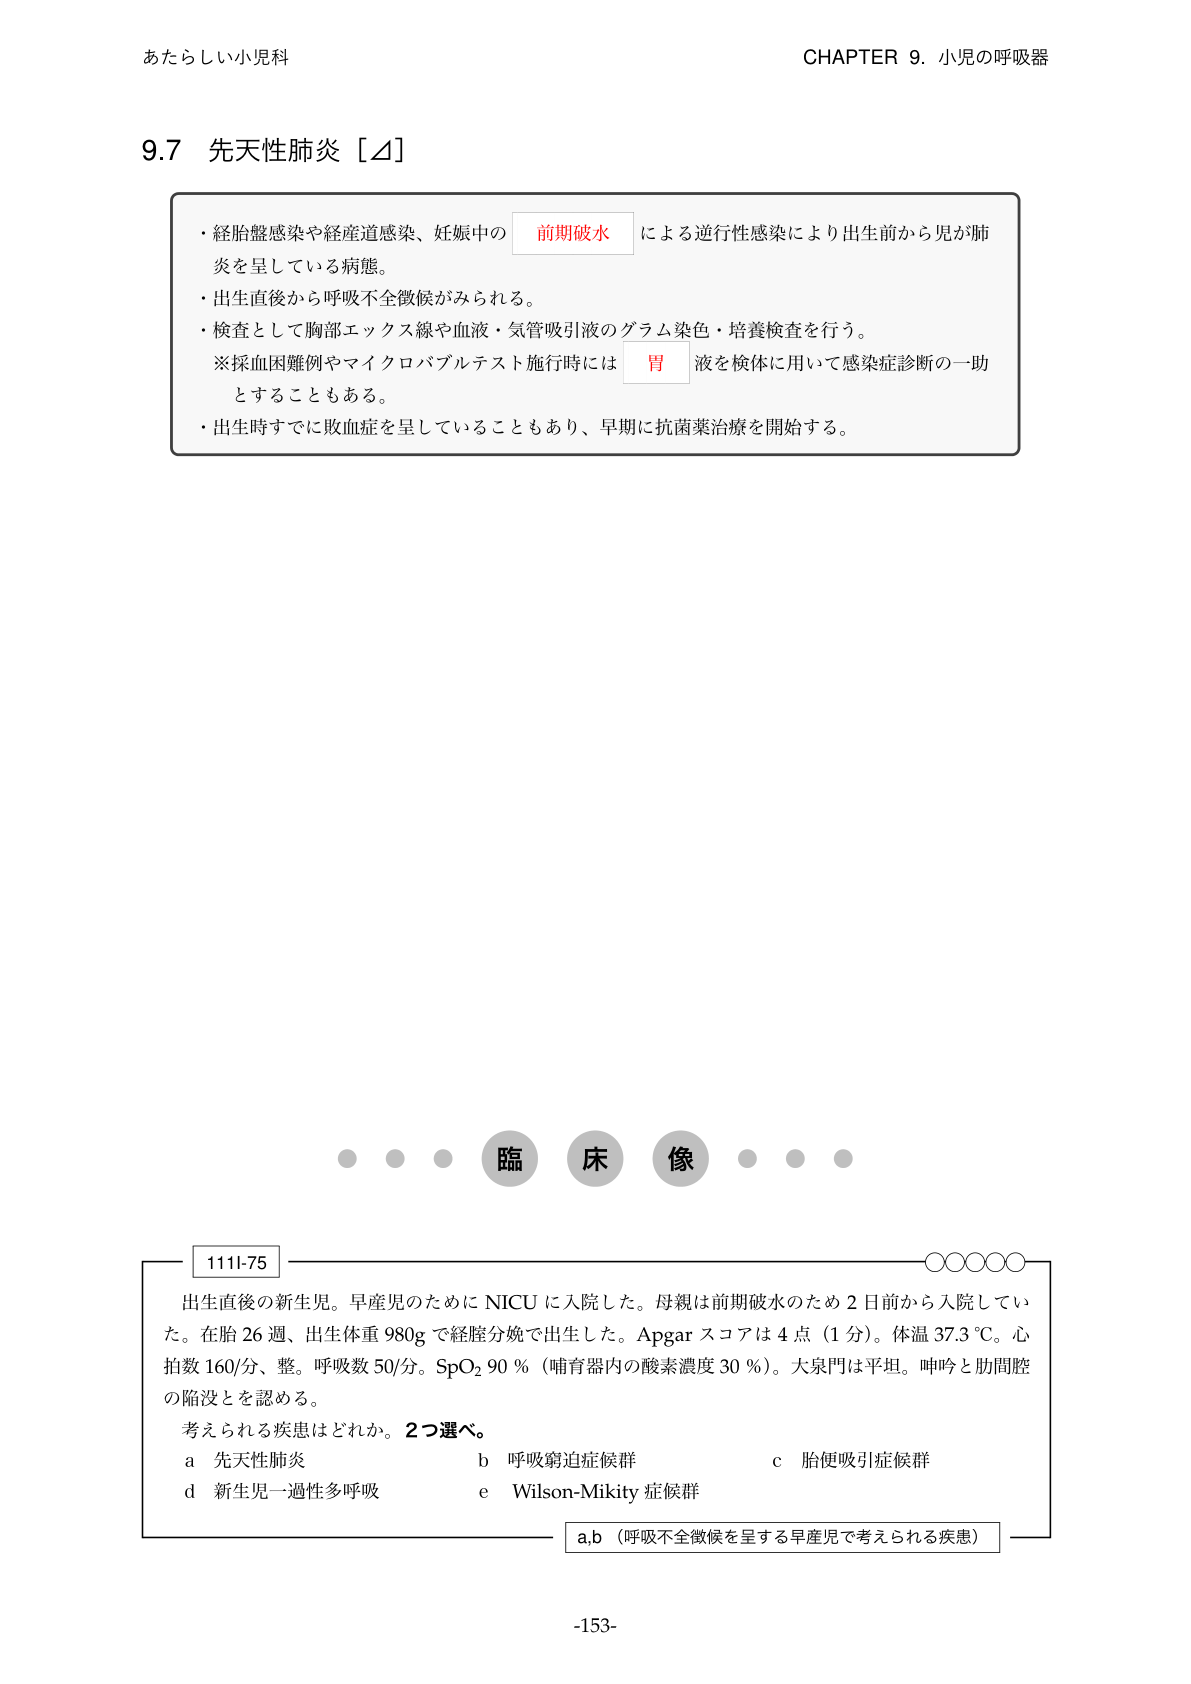 あたらしい小児科 CHAPTER 9. 小児の呼吸器
9.7 先天性肺炎［⊿］
・経胎盤感染や経産道感染、妊娠中の 前期破水 による逆行性感染により出生前から児が肺
炎を呈している病態。
・出生直後から呼吸不全徴候がみられる。
・検査として胸部エックス線や血液・気管吸引液のグラム染色・培養検査を行う。
※採血困難例やマイクロバブルテスト施行時には 胃 液を検体に用いて感染症診断の一助
とすることもある。
・出生時すでに敗血症を呈していることもあり、早期に抗菌薬治療を開始する。
臨床像
111I-75 ○○○○○
出生直後の新生児。早産児のために NICU に入院した。母親は前期破水のため 2 日前から入院してい
た。在胎 26 週、出生体重 980g で経腟分娩で出生した。Apgar スコアは 4 点（1 分）。体温 37.3 ℃。心
拍数 160/分、整。呼吸数 50/分。SpO₂ 90 %（哺育器内の酸素濃度 30 %）。大泉門は平坦。呻吟と肋間腔
の陥没とを認める。
考えられる疾患はどれか。2つ選べ。
a 先天性肺炎 b 呼吸窮迫症候群 c 胎便吸引症候群
d 新生児一過性多呼吸 e Wilson-Mikity 症候群
a,b （呼吸不全徴候を呈する早産児で考えられる疾患）
-153-